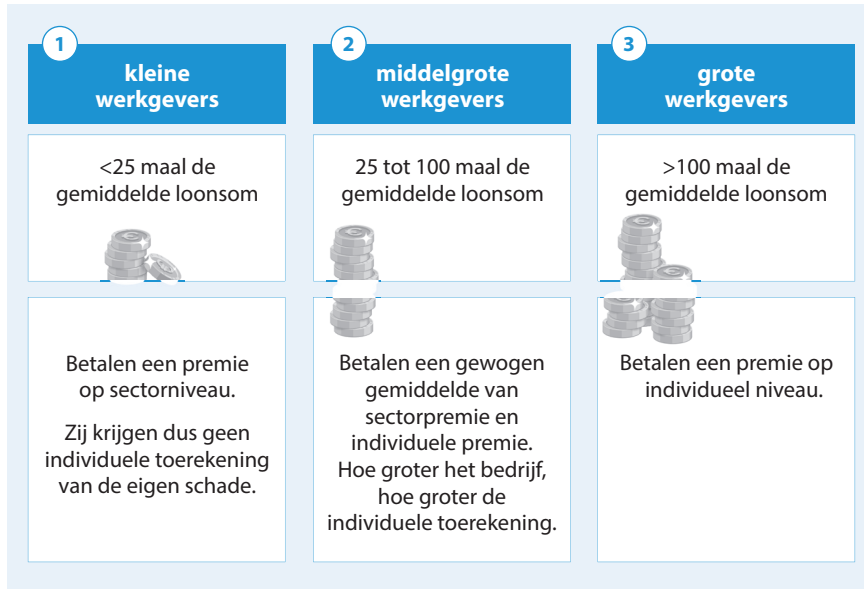 1
kleine
werkgevers
<25 maal de
gemiddelde loonsom
Betalen een premie
op sectorniveau.
Zij krijgen dus geen
individuele toerekening
van de eigen schade.
2
middelgrote
werkgevers
25 tot 100 maal de
gemiddelde loonsom
Betalen een gewogen
gemiddelde van
sectorpremie en
individuele premie.
Hoe groter het bedrijf,
hoe groter de
individuele toerekening.
3
grote
werkgevers
>100 maal de
gemiddelde loonsom
Betalen een premie op
individueel niveau.